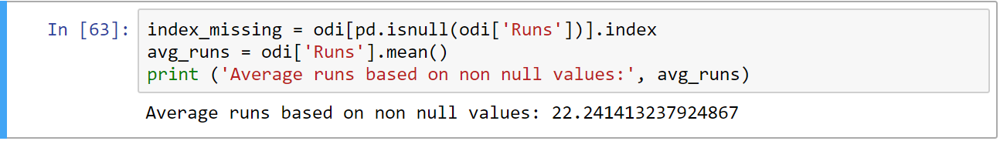 In [63]: index_missing = odi[pd.isnull(odi['Runs'])].index
avg_runs = odi['Runs'].mean()
print ('Average runs based on non null values:', avg_runs)
Average runs based on non null values: 22.241413237924867